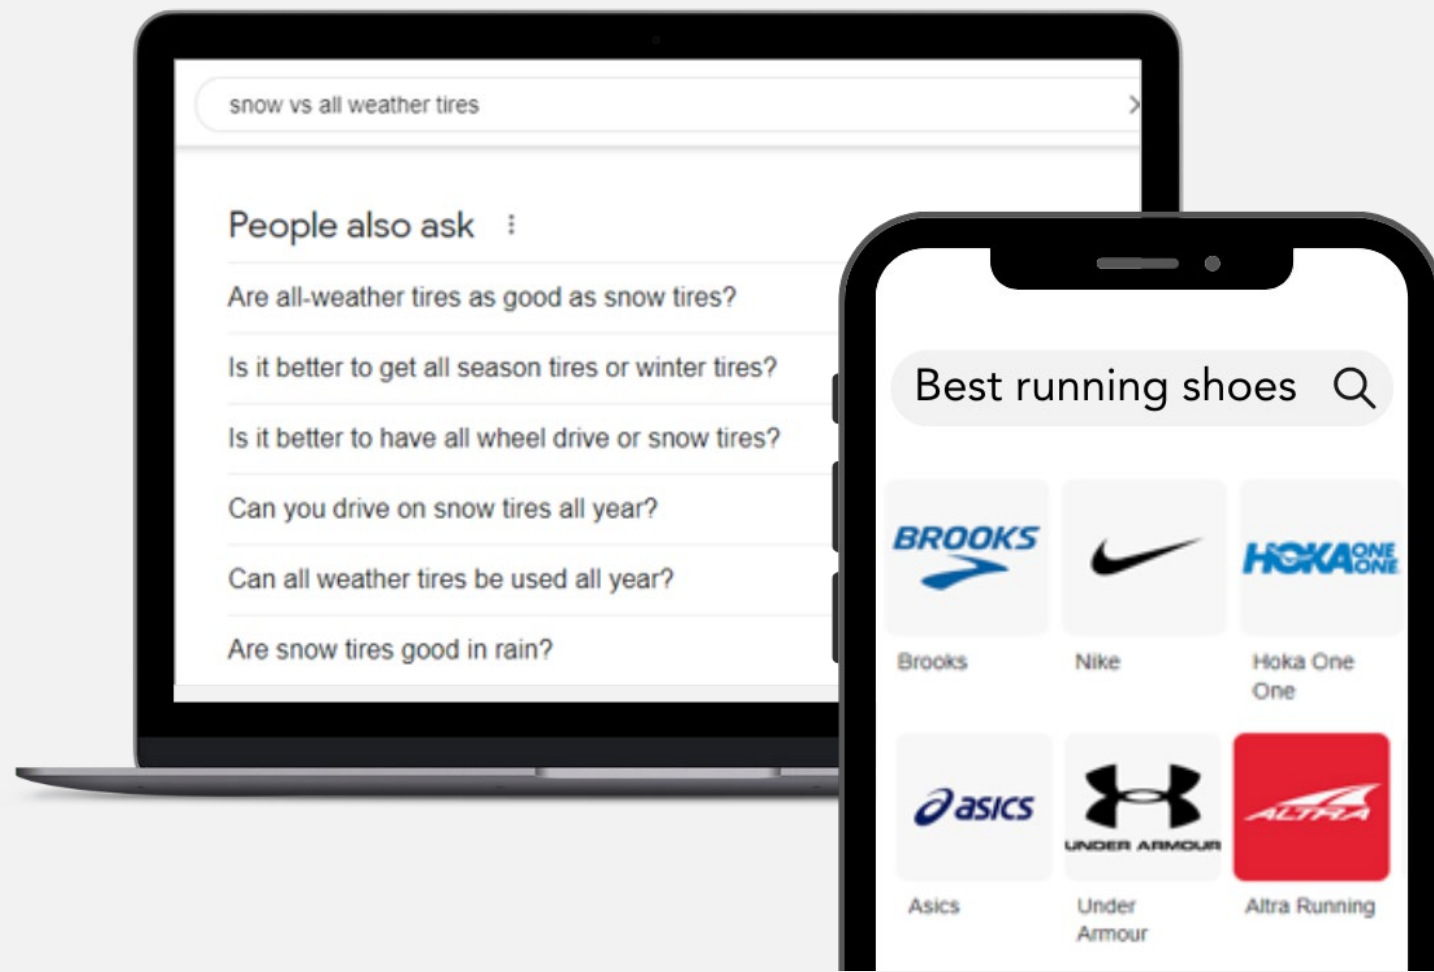 snow vs all weather tires
People also ask
Are all-weather tires as good as snow tires?
Is it better to get all season tires or winter tires?
Is it better to have all wheel drive or snow tires?
Can you drive on snow tires all year?
Can all weather tires be used all year?
Are snow tires good in rain?
Best running shoes
BROOKS
HOKA ONE ONE
Brooks
Nike
Hoka One
One
asics
UNDER ARMOUR
ALTRA
Asics
Under
Armour
Altra Running